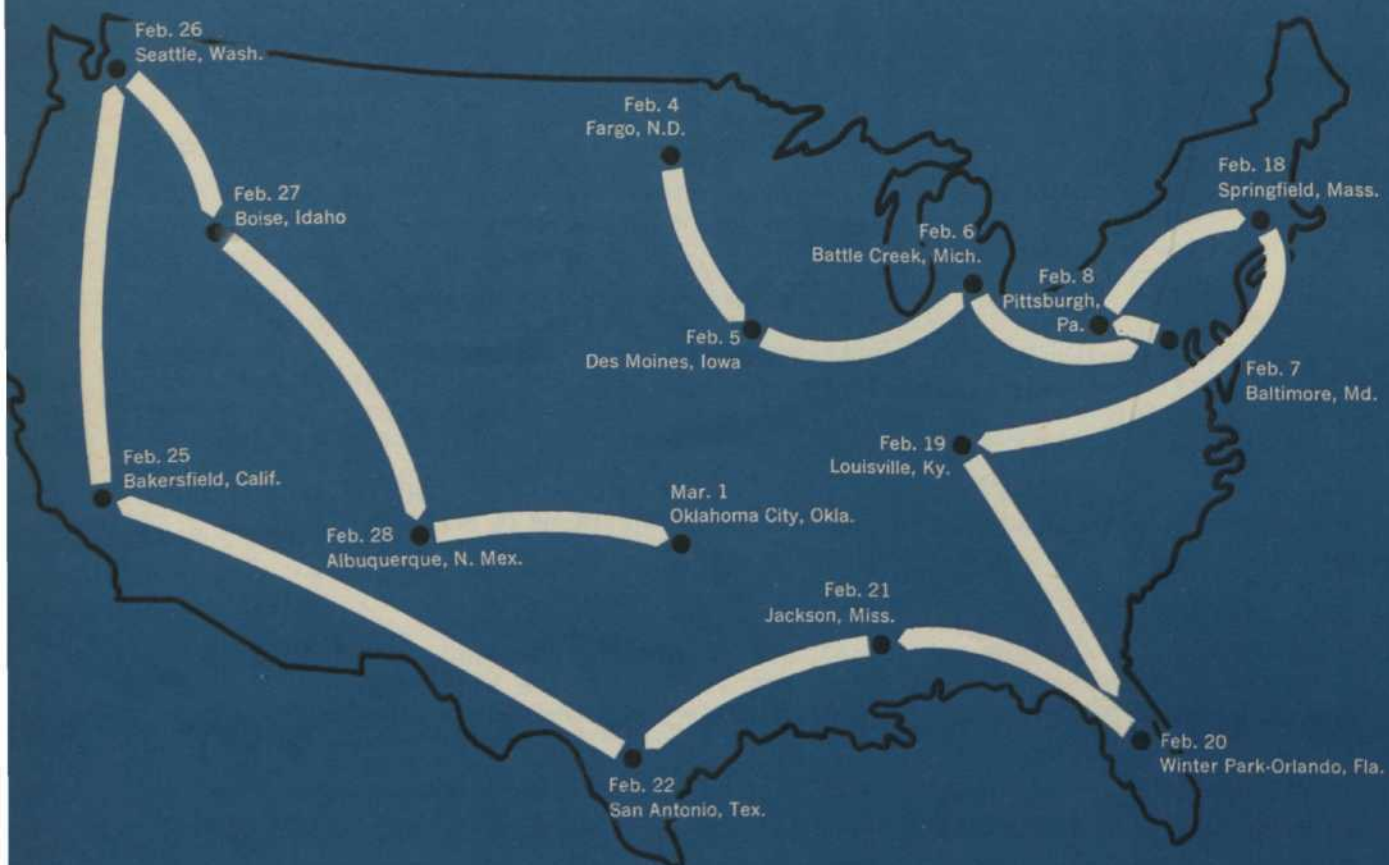 Feb. 26
Seattle, Wash.
Feb. 4
Fargo, N.D.
Feb. 27
Boise, Idaho
Feb. 18
Springfield, Mass.
Feb. 6
Battle Creek, Mich.
Feb. 8
Pittsburgh,
Pa.
Feb. 5
Des Moines, Iowa
Feb. 7
Baltimore, Md.
Feb. 19
Louisville, Ky.
Feb. 25
Bakersfield, Calif.
Mar. 1
Oklahoma City, Okla.
Feb. 28
Albuquerque, N. Mex.
Feb. 21
Jackson, Miss.
Feb. 20
Winter Park-Orlando, Fla.
Feb. 22
San Antonio, Tex.